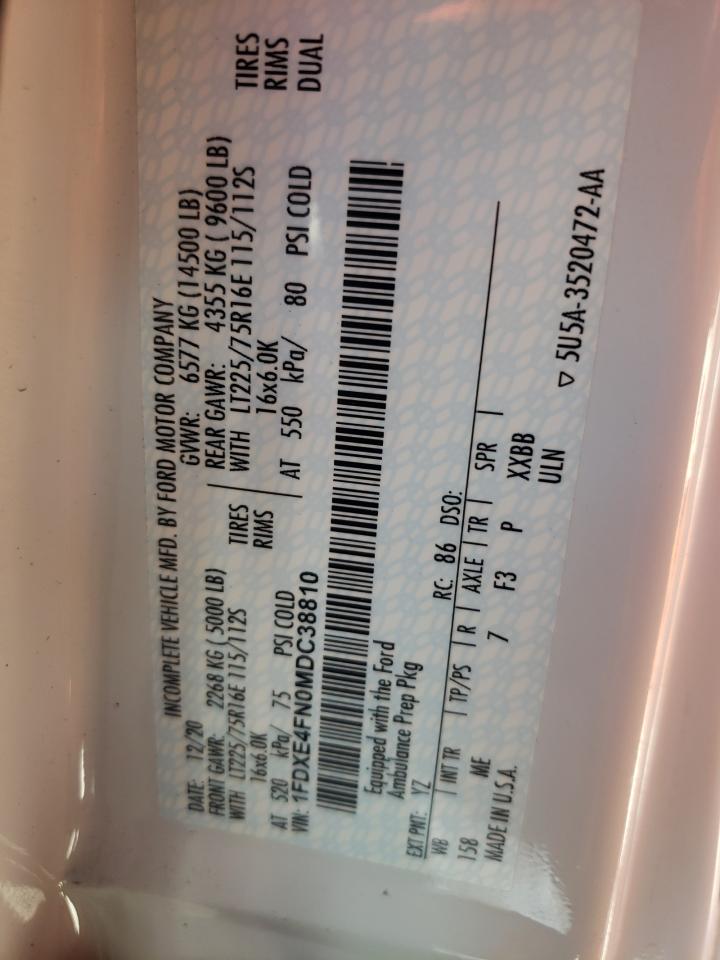 INCOMPLETE VEHICLE MFD. BY FORD MOTOR COMPANY
DATE: 12/20 GVWR: 6577 KG (14500 LB)
FRONT GAWR: 2268 KG ( 5000 LB) REAR GAWR: 4355 KG ( 9600 LB)
WITH LT225/75R16E 115/112S TIRES WITH LT225/75R16E 115/112S TIRES
16x6.0K RIMS 16x6.0K RIMS
AT 520 kPa/ 75 PSI COLD AT 550 kPa/ 80 PSI COLD DUAL
VIN: 1FDXE4FN0MDC38810
Equipped with the Ford
Ambulance Prep Pkg
EXT PNT: YZ RC: 86 DSO:
WB INT TR TP/PS R AXLE TR SPR
158 ME 7 F3 P XXBB
MADE IN U.S.A. ULN
▽ 5U5A-3520472-AA